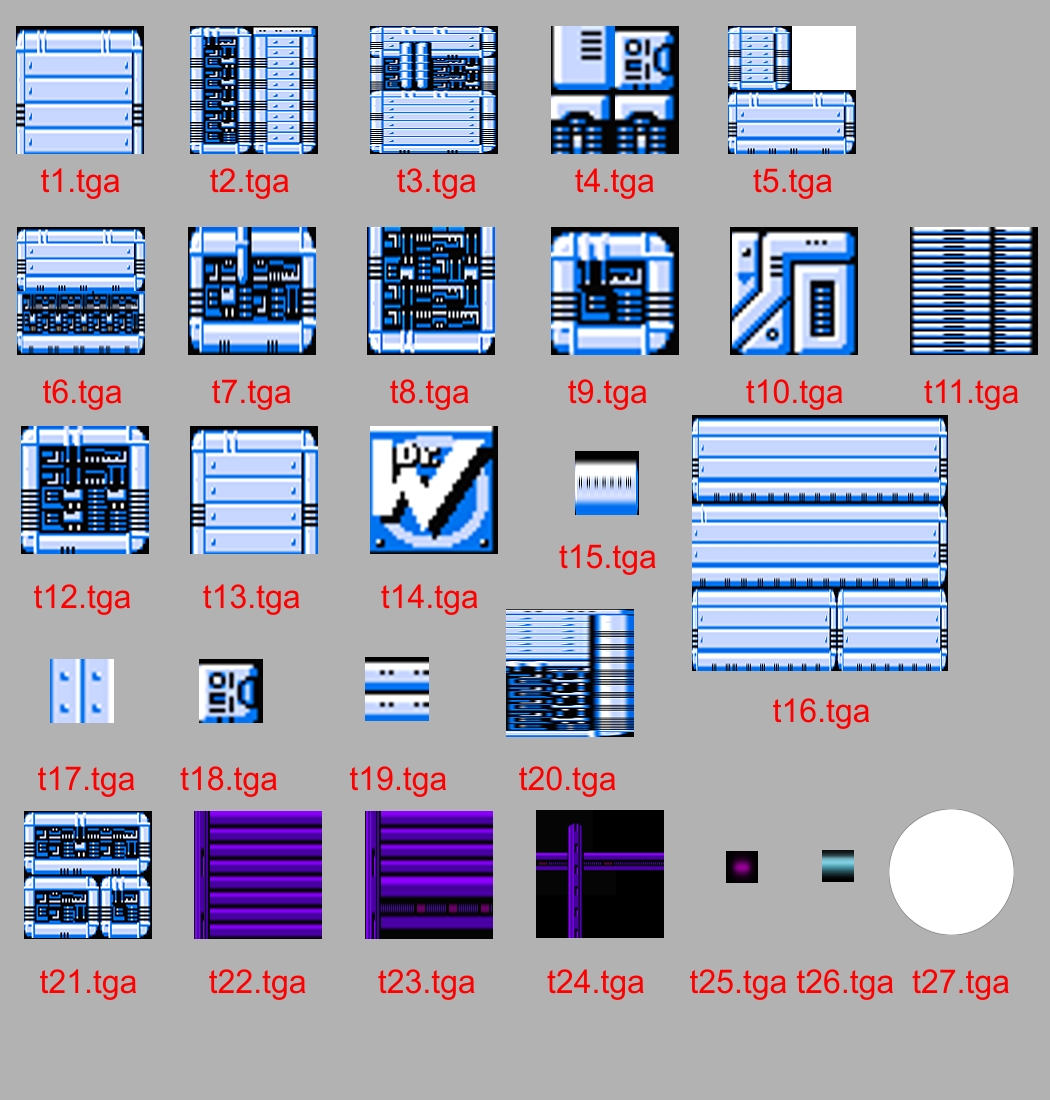 t1.tga t2.tga t3.tga t4.tga t5.tga
t6.tga t7.tga t8.tga t9.tga t10.tga t11.tga
Dr.
W
t12.tga t13.tga t14.tga t15.tga
t16.tga
t17.tga t18.tga t19.tga t20.tga
t21.tga t22.tga t23.tga t24.tga t25.tga t26.tga t27.tga